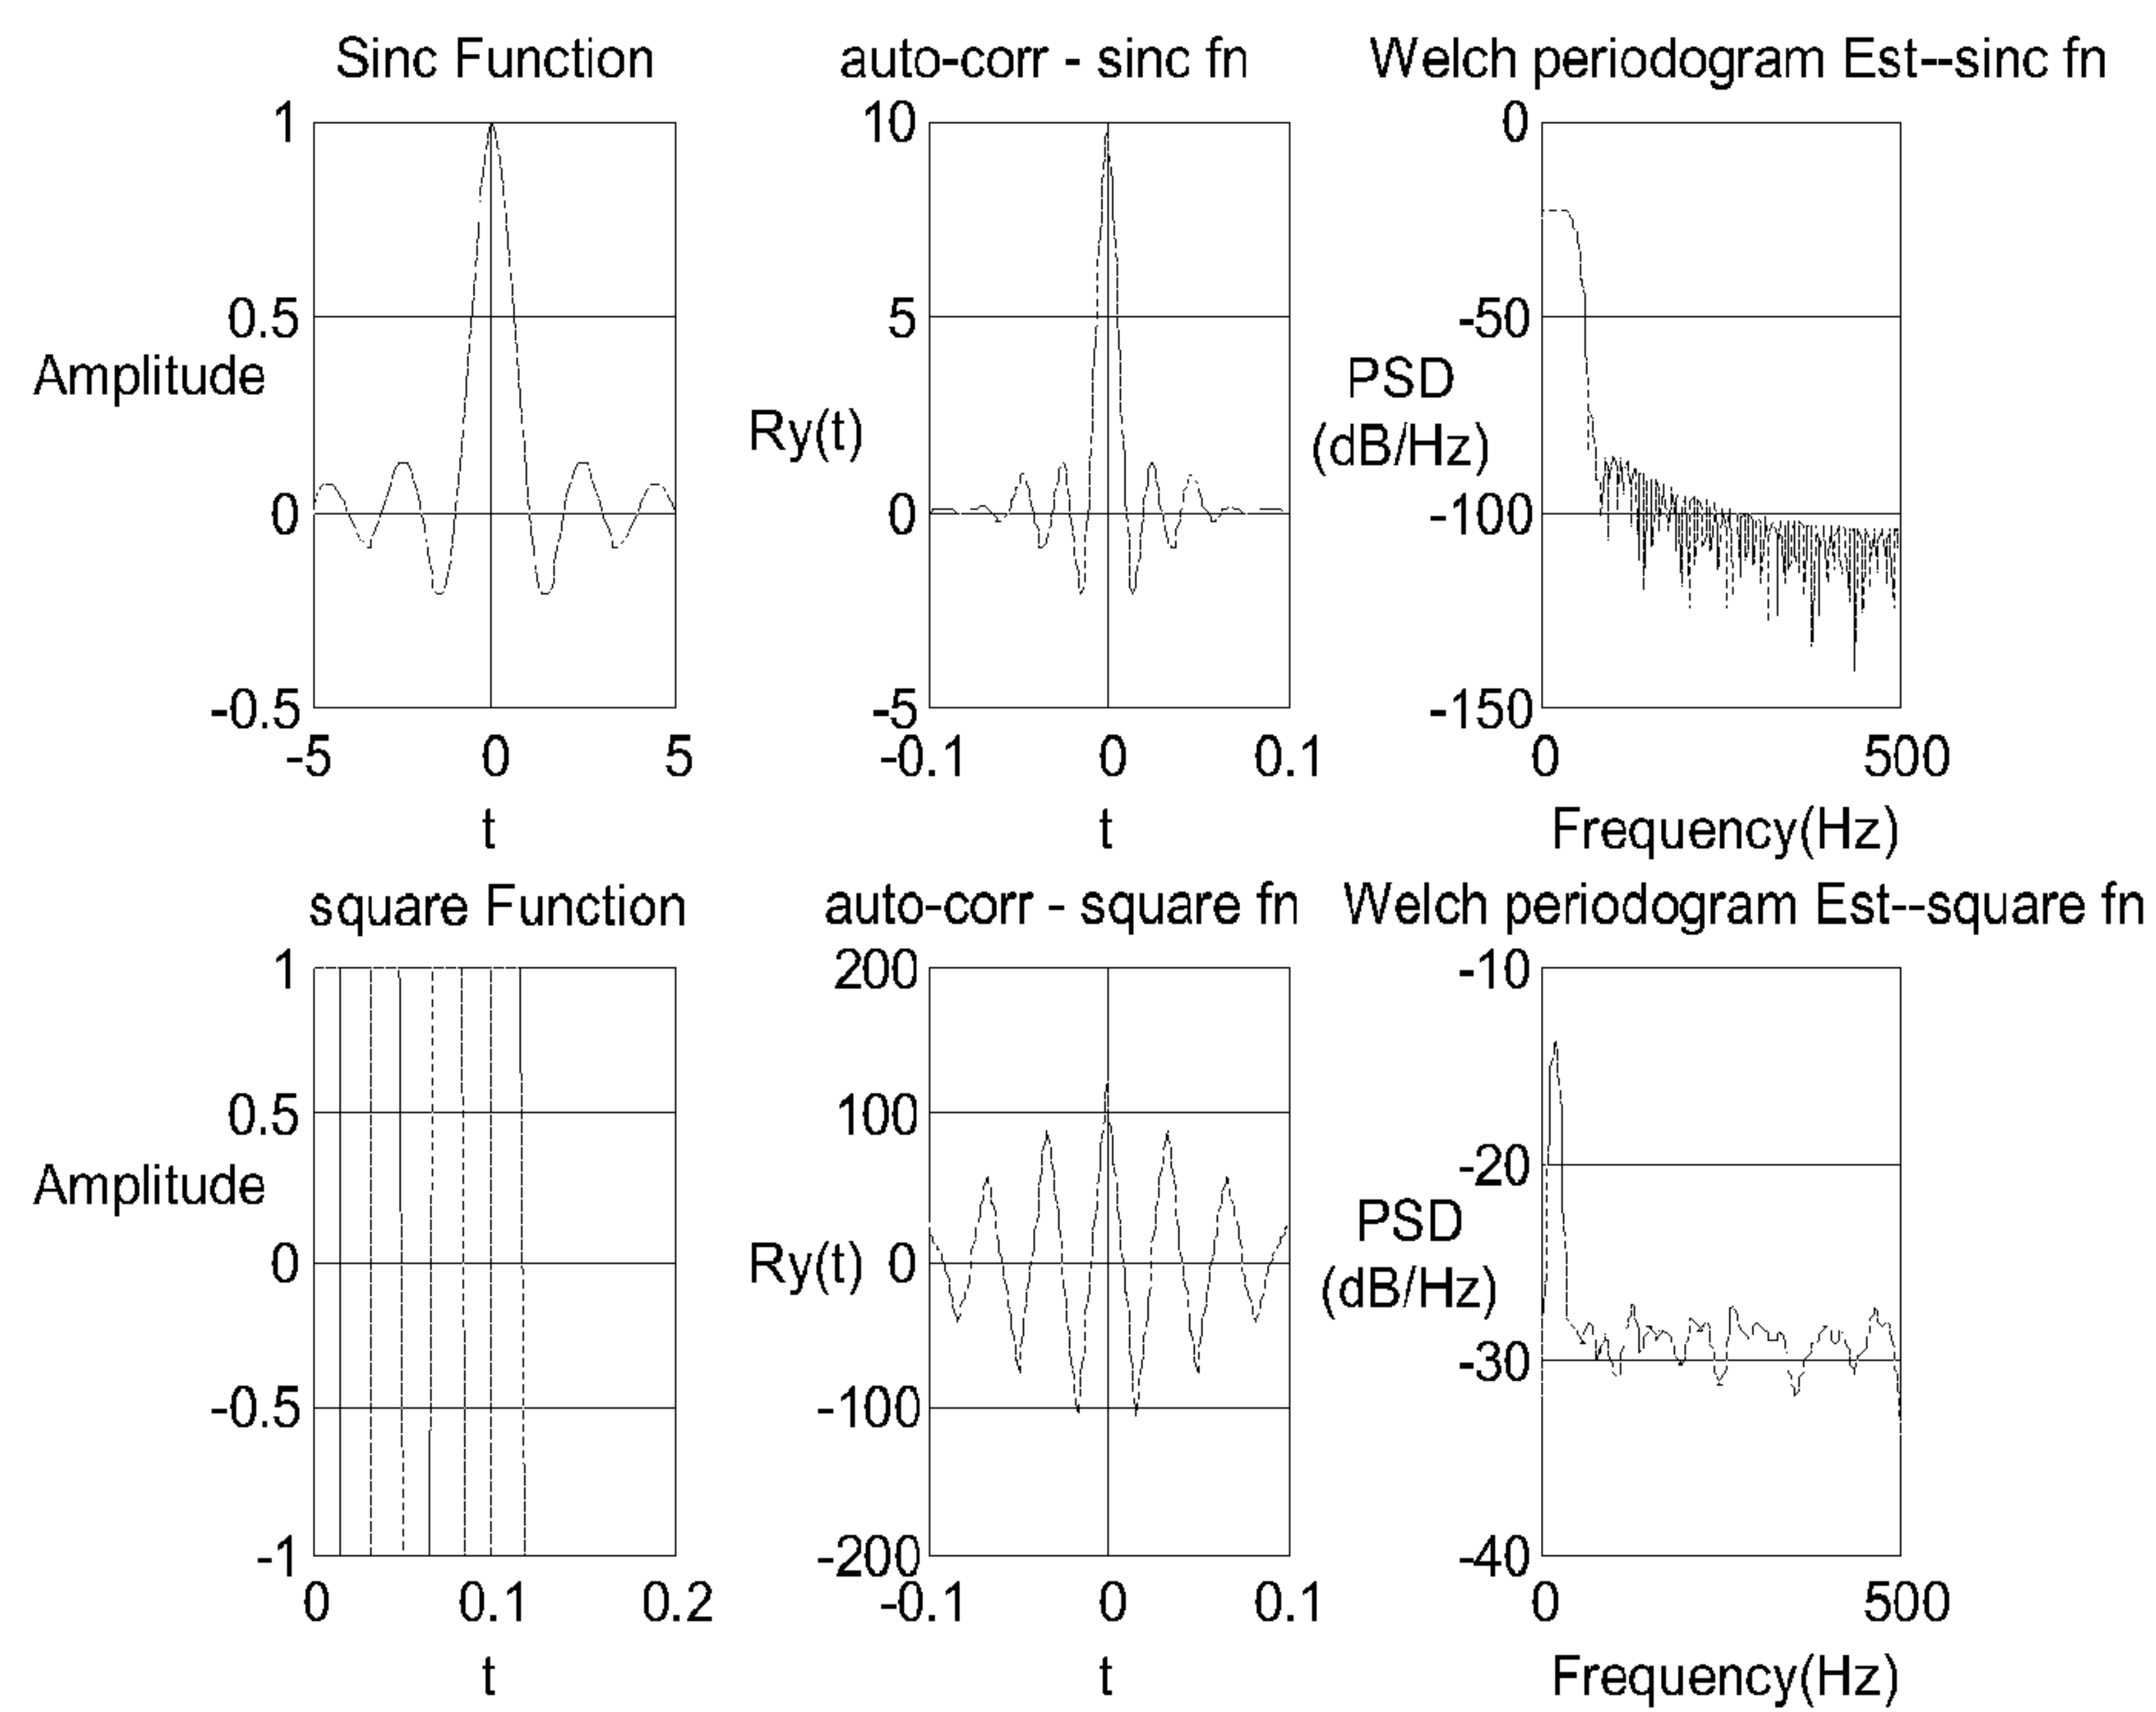 Sinc Function
auto-corr - sinc fn
Welch periodogram Est--sinc fn
1
0.5
Amplitude
0
-0.5
-5
0
5
t
10
5
Ry(t)
0
-5
-0.1
0
0.1
t
0
-50
PSD
(dB/Hz)
-100
-150
0
500
Frequency(Hz)
square Function
auto-corr - square fn
Welch periodogram Est--square fn
1
0.5
Amplitude
0
-0.5
-1
0
0.1
0.2
t
200
100
Ry(t)
0
-100
-200
-0.1
0
0.1
t
-10
-20
PSD
(dB/Hz)
-30
-40
0
500
Frequency(Hz)